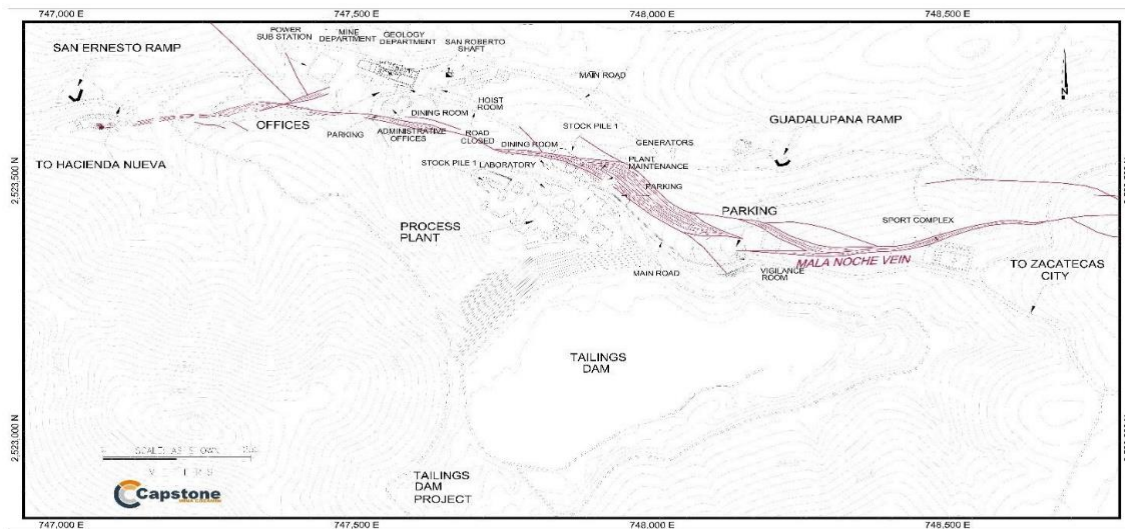 747,000 E
747,500 E
748,000 E
748,500 E
POWER
SUB STATION
MINE
DEPARTMENT
GEOLOGY
DEPARTMENT
SAN ROBERTO
SHAFT
SAN ERNESTO RAMP
MAIN ROAD
N
HOIST
ROOM
DINING ROOM
OFFICES
PARKING
ADMINISTRATIVE
OFFICES
ROAD
CLOSED
STOCK PILE 1
GUADALUPANA RAMP
DINING ROOM
GENERATORS
TO HACIENDA NUEVA
STOCK PILE 1
LABORATORY
PLANT
MAINTENANCE
2,523,500 N
PARKING
PARKING
SPORT COMPLEX
PROCESS
PLANT
MALA NOCHE VEIN
MAIN ROAD
VIGILANCE
ROOM
TO ZACATECAS
CITY
TAILINGS
DAM
2,523,000 N
SCALE AS SHOWN
TAILINGS
DAM
PROJECT
Capstone
747,000 E
747,500 E
748,000 E
748,500 E